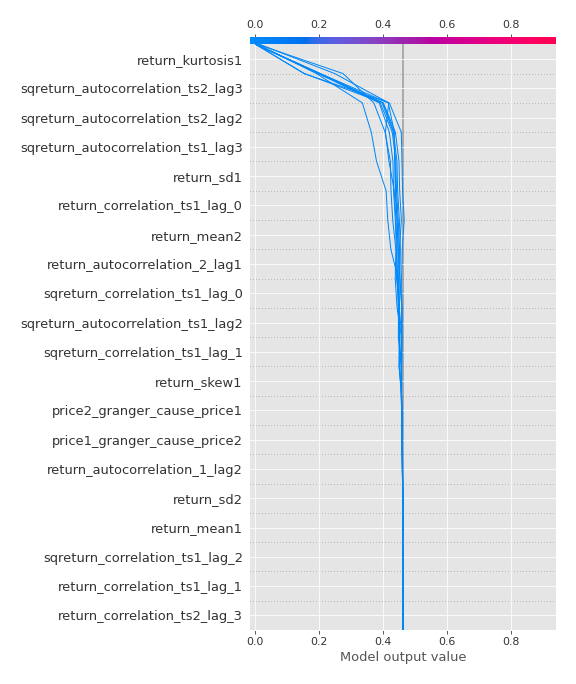 0.0 0.2 0.4 0.6 0.8
return_kurtosis1
sqreturn_autocorrelation_ts2_lag3
sqreturn_autocorrelation_ts2_lag2
sqreturn_autocorrelation_ts1_lag3
return_sd1
return_correlation_ts1_lag_0
return_mean2
return_autocorrelation_2_lag1
sqreturn_correlation_ts1_lag_0
sqreturn_autocorrelation_ts1_lag2
sqreturn_correlation_ts1_lag_1
return_skew1
price2_granger_cause_price1
price1_granger_cause_price2
return_autocorrelation_1_lag2
return_sd2
return_mean1
sqreturn_correlation_ts1_lag_2
return_correlation_ts1_lag_1
return_correlation_ts2_lag_3
0.0 0.2 0.4 0.6 0.8
Model output value